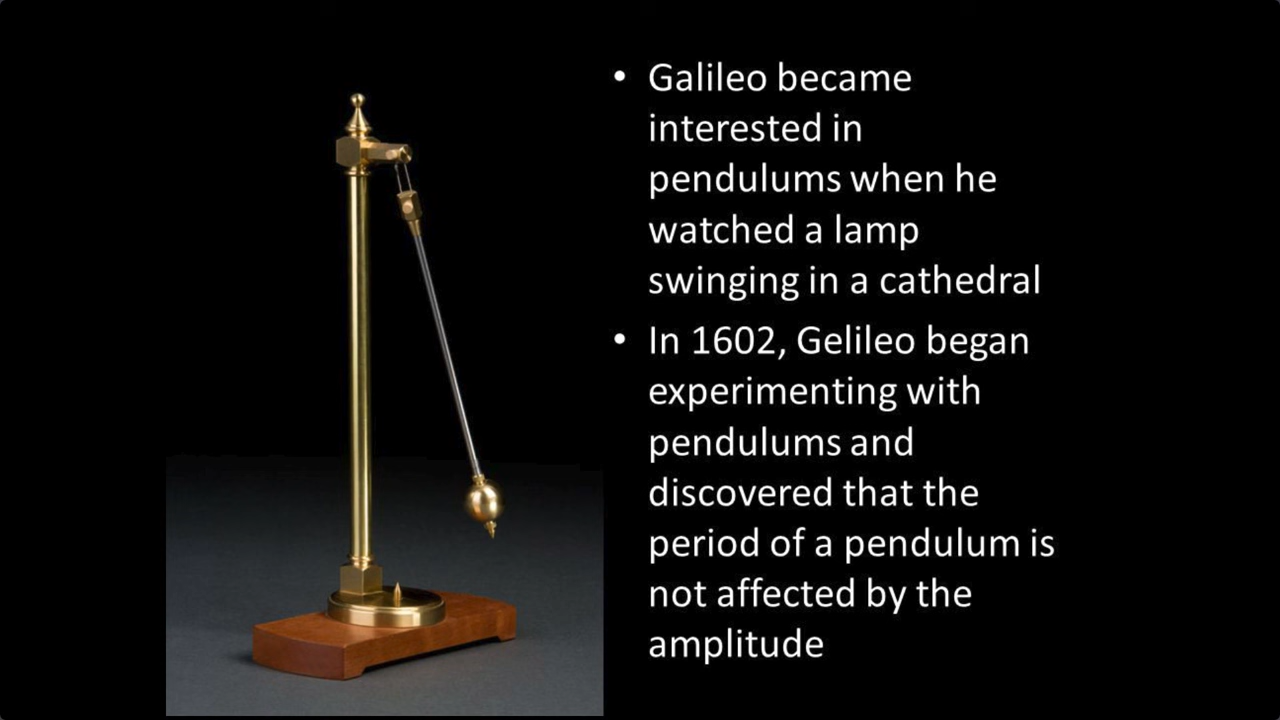 • Galileo became
interested in
pendulums when he
watched a lamp
swinging in a cathedral
• In 1602, Gelileo began
experimenting with
pendulums and
discovered that the
period of a pendulum is
not affected by the
amplitude